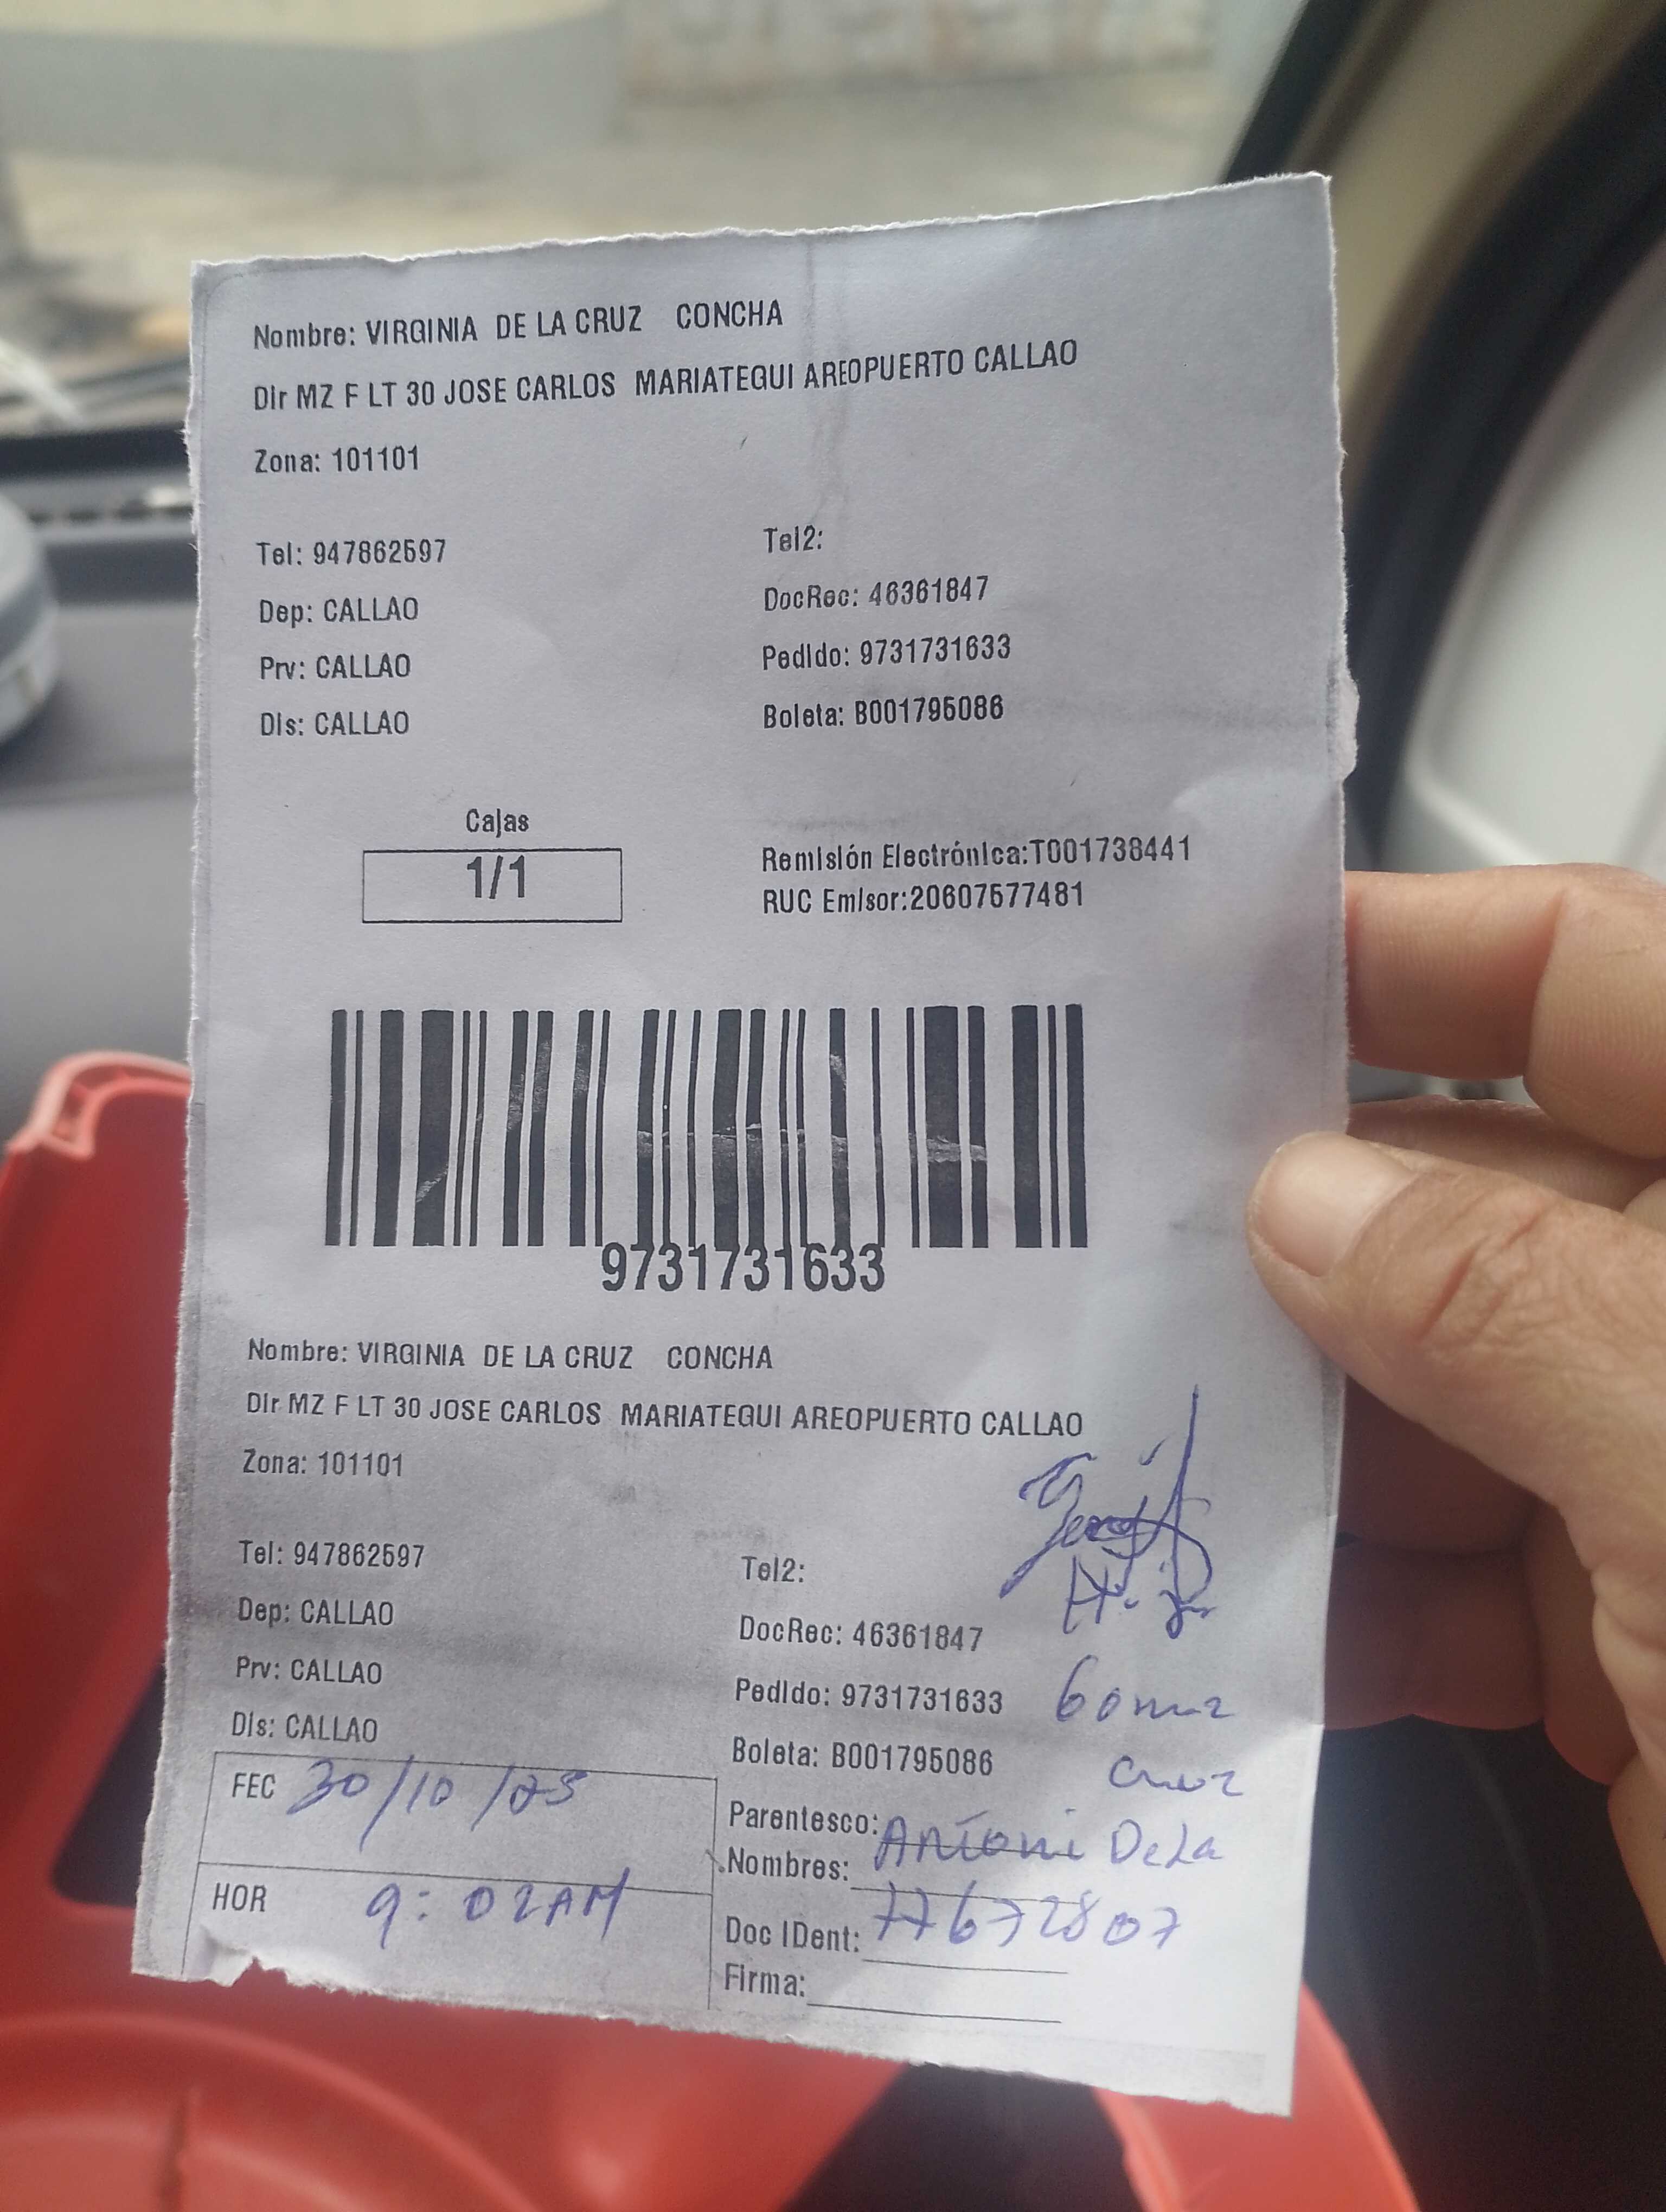 Nombre: VIRGINIA DE LA CRUZ CONCHA
Dir MZ F LT 30 JOSE CARLOS MARIATEGUI AREOPUERTO CALLAO
Zona: 101101
Tel: 947862597
Tel2:
Dep: CALLAO
DocRec: 46361847
Prv: CALLAO
Pedido: 9731731633
Dis: CALLAO
Boleta: B001795086
Cajas
1/1
Remisión Electrónica:T001738441
RUC Emisor:20607577481
9731731633
Nombre: VIRGINIA DE LA CRUZ CONCHA
Dir MZ F LT 30 JOSE CARLOS MARIATEGUI AREOPUERTO CALLAO
Zona: 101101
Tel: 947862597
Tel2:
Dep: CALLAO
DocRec: 46361847
Prv: CALLAO
Pedido: 9731731633
Dis: CALLAO
Boleta: B001795086
Cruz
FEC 30/10/25
Parentesco:
Nombres: Antoni De La
HOR 9:02AM
Doc IDent: 77672807
Firma: